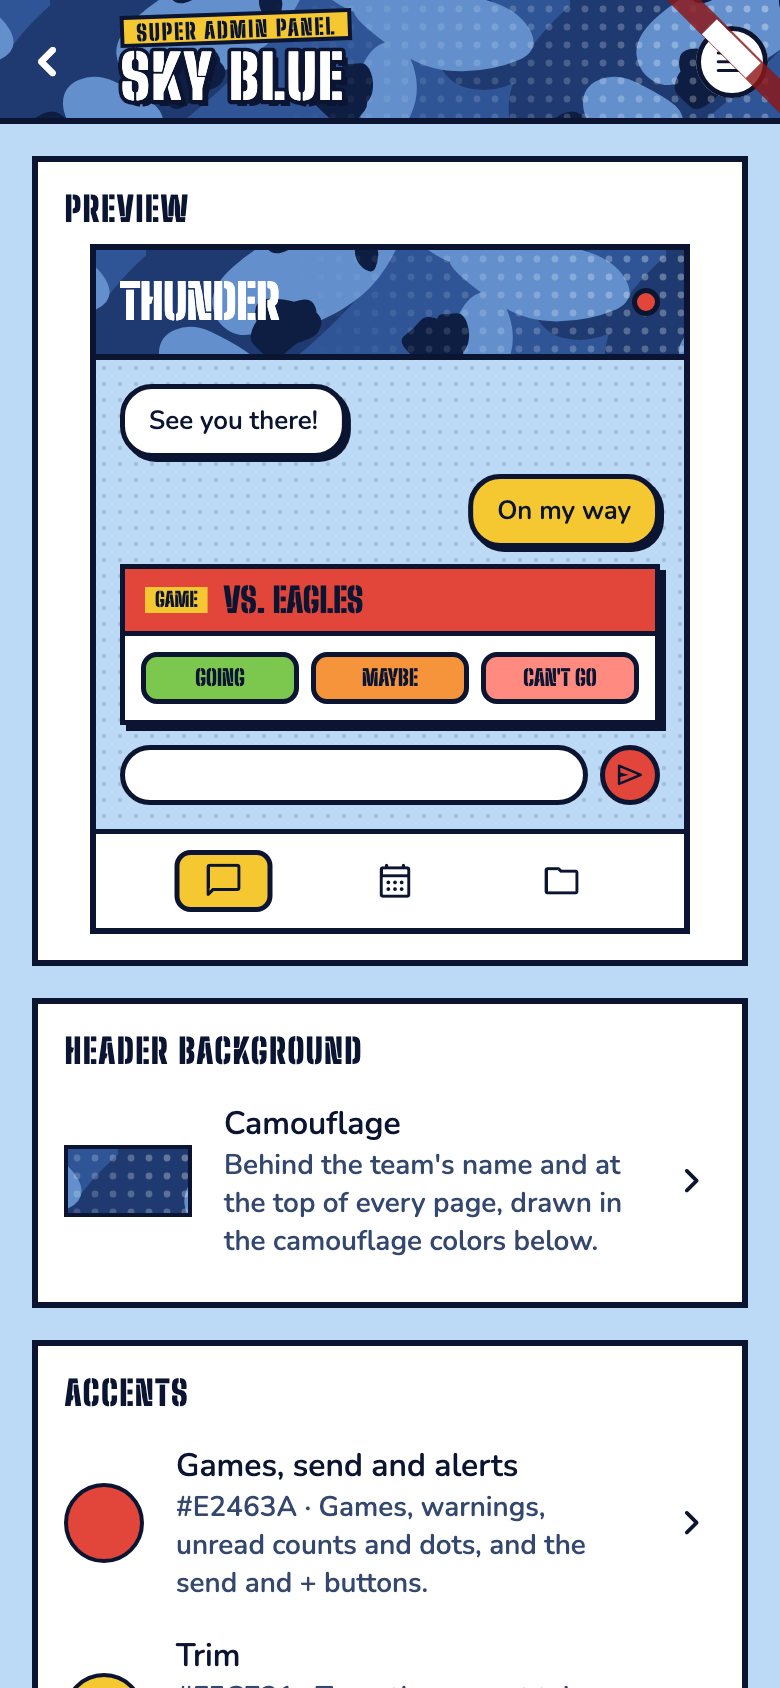 SUPER ADMIN PANEL
SKY BLUE
PREVIEW
THUNDER
See you there!
On my way
GAME VS. EAGLES
GOING MAYBE CAN'T GO
HEADER BACKGROUND
Camouflage
Behind the team's name and at
the top of every page, drawn in
the camouflage colors below.
ACCENTS
Games, send and alerts
#E2463A · Games, warnings,
unread counts and dots, and the
send and + buttons.
Trim